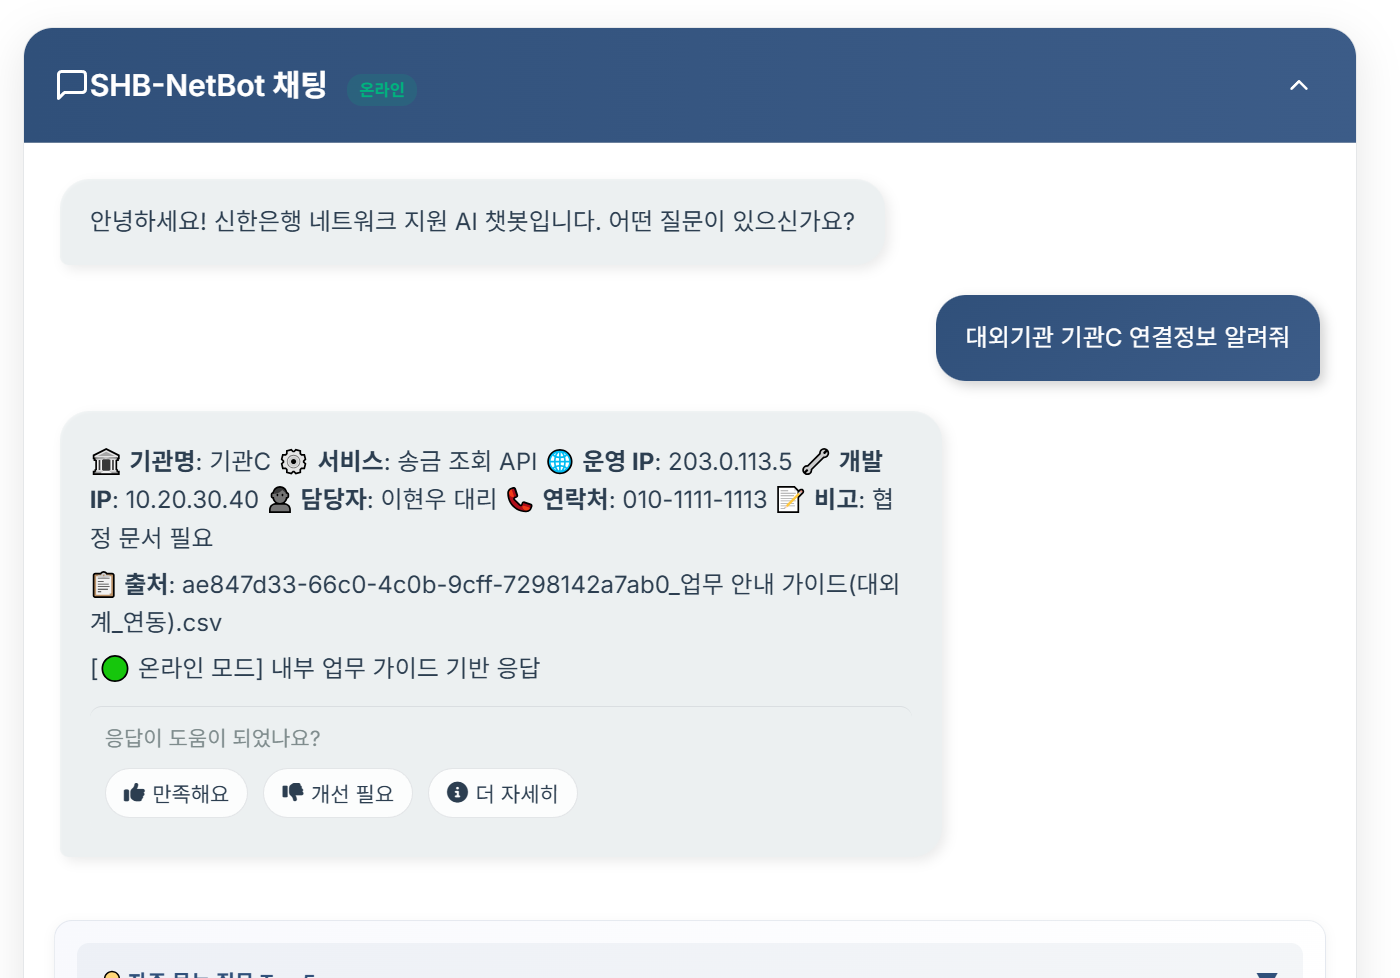 SHB-NetBot 채팅 온라인
안녕하세요! 신한은행 네트워크 지원 AI 챗봇입니다. 어떤 질문이 있으신가요?
대외기관 기관C 연결정보 알려줘
🏛 기관명: 기관C ⚙ 서비스: 송금 조회 API 🌐 운영 IP: 203.0.113.5 🔧 개발
IP: 10.20.30.40 👤 담당자: 이현우 대리 📞 연락처: 010-1111-1113 📝 비고: 협
정 문서 필요
📋 출처: ae847d33-66c0-4c0b-9cff-7298142a7ab0_업무 안내 가이드(대외
계_연동).csv
[🟢 온라인 모드] 내부 업무 가이드 기반 응답
응답이 도움이 되었나요?
만족해요 개선 필요 더 자세히